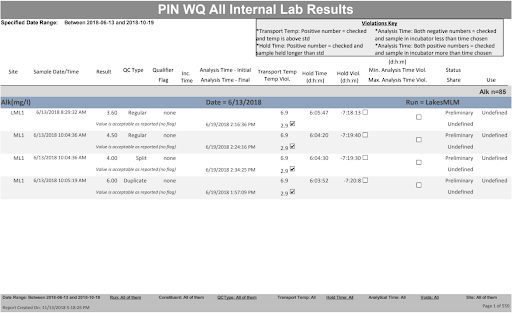 PIN WQ All Internal Lab Results
Specified Date Range: Between 2018-06-13 and 2018-10-19
Violations Key
*Transport Temp: Positive number = checked and temp is above std
*Hold Time: Positive number = checked and sample held longer than std
*Analysis Time: Both negative numbers = checked and sample in incubator less than time chosen
*Analysis Time: Both positive numbers = checked and sample in incubator more than time chosen
Site Sample Date/Time Result QC Type Qualifier Flag Inc. Time Analysis Time - Initial Analysis Time - Final Transport Temp Temp Viol. Hold Time (d:h:m) Hold Viol. (d:h:m) (d:h:m) Min. Analysis Time Viol. Max. Analysis Time Viol. Status Share Use
Alk n=85
Alk(mg/l) Date = 6/13/2018 Run = LakesMLM
LML1 6/13/2018 8:29:32 AM 3.60 Regular none 6.9 6:05:47 -7:18:13 Preliminary Undefined
Value is acceptable as reported (no flag) 6/19/2018 2:16:36 PM 2.9 Undefined
ML1 6/13/2018 10:04:36 AM 4.50 Regular none 6.9 6:04:20 -7:19:40 Preliminary Undefined
Value is acceptable as reported (no flag) 6/19/2018 2:24:16 PM 2.9 Undefined
ML1 6/13/2018 10:04:36 AM 4.00 Split none 6.9 6:04:30 -7:19:30 Preliminary Undefined
Value is acceptable as reported (no flag) 6/19/2018 2:34:25 PM 2.9 Undefined
ML1 6/13/2018 10:05:19 AM 6.00 Duplicate none 6.9 6:03:52 -7:20:8 Preliminary Undefined
Value is acceptable as reported (no flag) 6/19/2018 1:57:09 PM 2.9 Undefined
Date Range: Between 2018-06-13 and 2018-10-19 Run: All of them Constituent: All of them QCType: All of them Transport Temp: All Hold Time: All Analytical Time: All Voids: All Site: All of them
Report Created On: 11/13/2018 5:18:26 PM Page 1 of 550